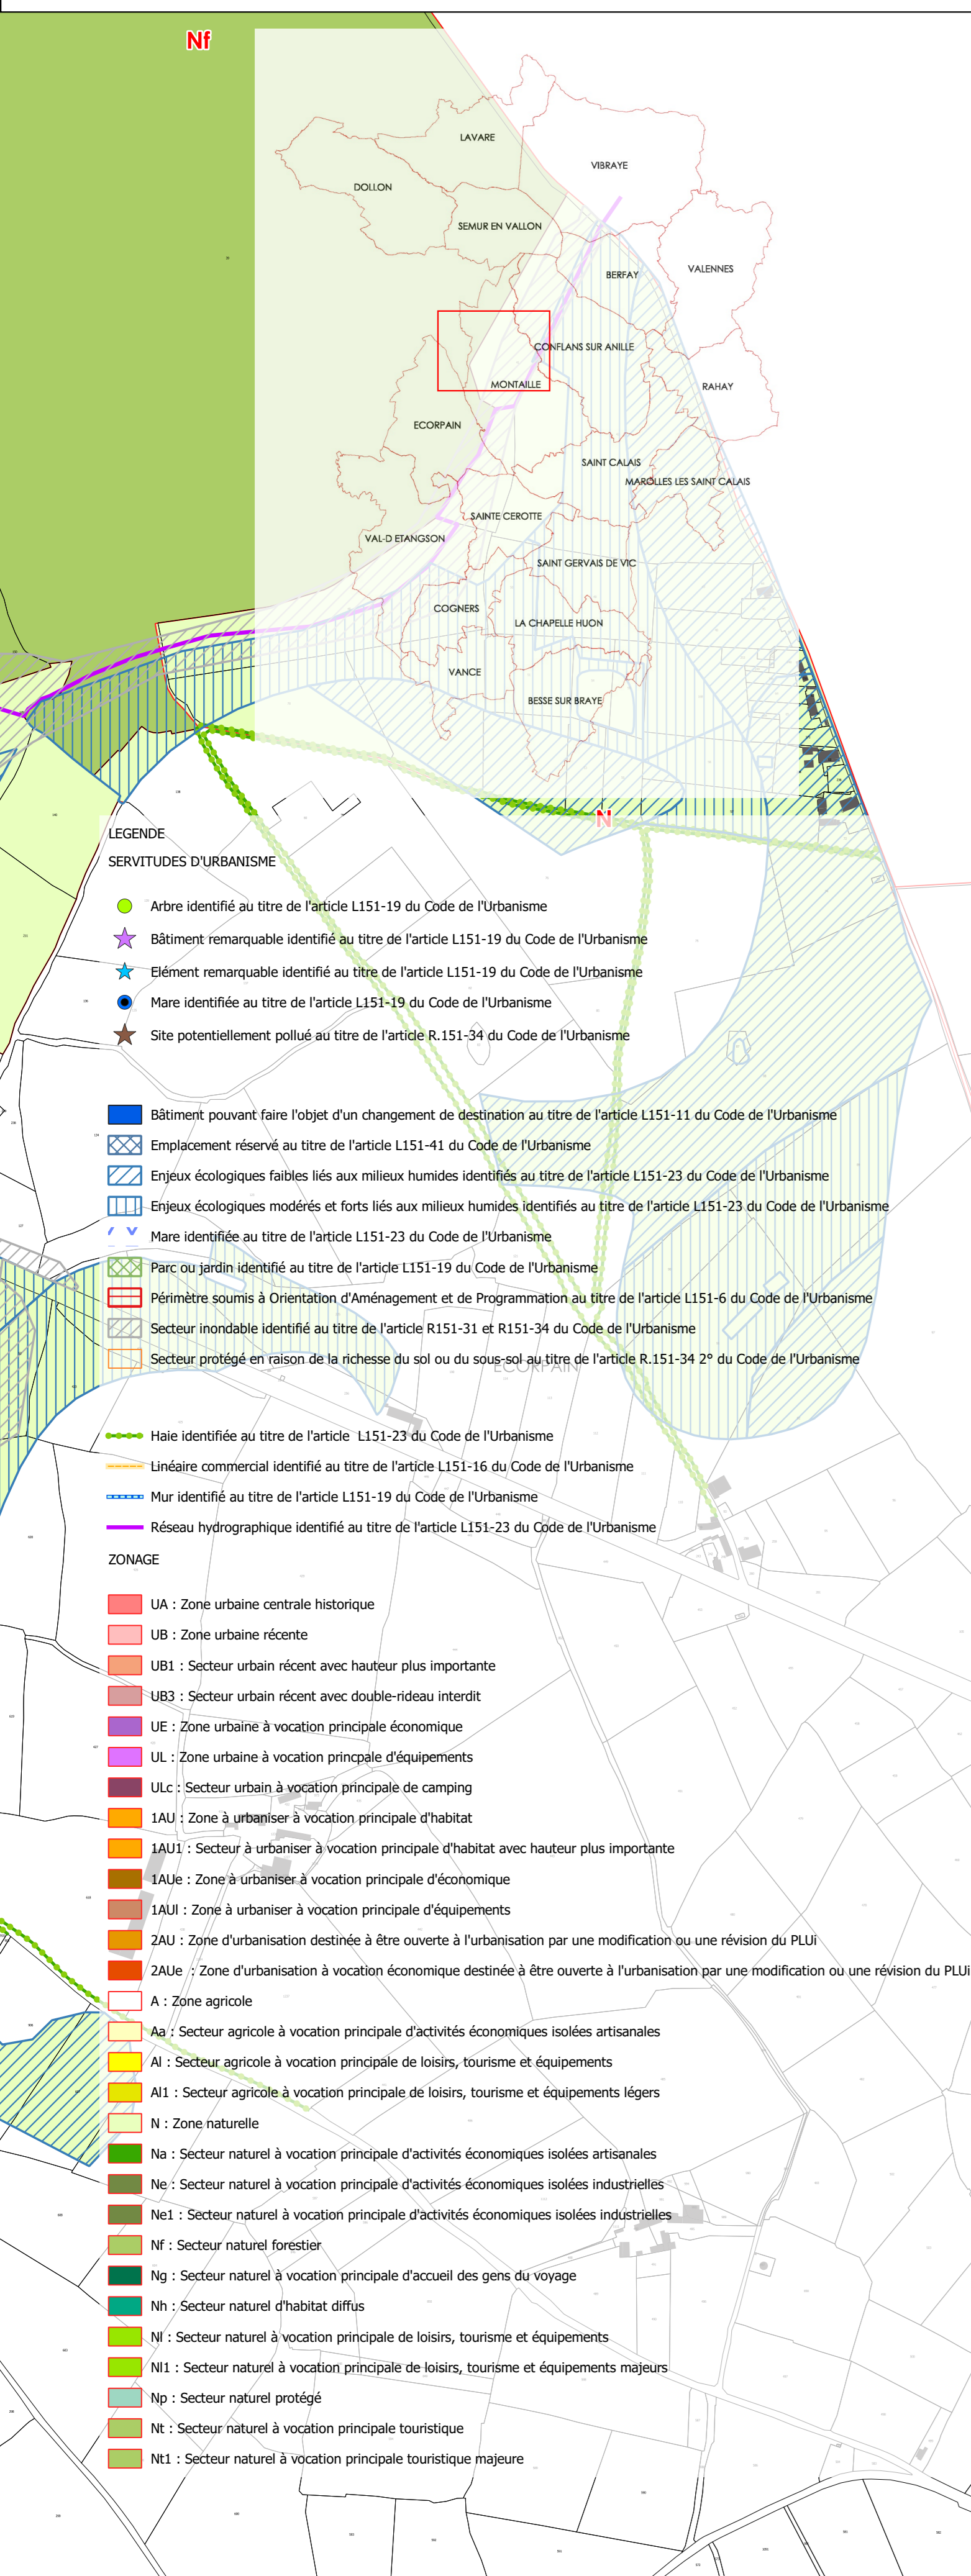 Nf
LAVARE
VIBRAYE
DOLLON
SEMUR EN VALLON
VALENNES
BERFAY
CONFLANS SUR ANILLE
MONTAILLE
RAHAY
ECORPAIN
SAINT CALAIS
MAROLLES LES SAINT CALAIS
SAINTE CEROTTE
VAL-D ETANGSON
SAINT GERVAIS DE VIC
COGNERS
LA CHAPELLE HUON
VANCE
BESSE SUR BRAYE
N
LEGENDE
SERVITUDES D'URBANISME
Arbre identifié au titre de l'article L151-19 du Code de l'Urbanisme
Bâtiment remarquable identifié au titre de l'article L151-19 du Code de l'Urbanisme
Elément remarquable identifié au titre de l'article L151-19 du Code de l'Urbanisme
Mare identifiée au titre de l'article L151-19 du Code de l'Urbanisme
Site potentiellement pollué au titre de l'article R.151-34 du Code de l'Urbanisme
Bâtiment pouvant faire l'objet d'un changement de destination au titre de l'article L151-11 du Code de l'Urbanisme
Emplacement réservé au titre de l'article L151-41 du Code de l'Urbanisme
Enjeux écologiques faibles liés aux milieux humides identifiés au titre de l'article L151-23 du Code de l'Urbanisme
Enjeux écologiques modérés et forts liés aux milieux humides identifiés au titre de l'article L151-23 du Code de l'Urbanisme
Mare identifiée au titre de l'article L151-23 du Code de l'Urbanisme
Parc ou jardin identifié au titre de l'article L151-19 du Code de l'Urbanisme
Périmètre soumis à Orientation d'Aménagement et de Programmation au titre de l'article L151-6 du Code de l'Urbanisme
Secteur inondable identifié au titre de l'article R151-31 et R151-34 du Code de l'Urbanisme
Secteur protégé en raison de la richesse du sol ou du sous-sol au titre de l'article R.151-34 2° du Code de l'Urbanisme
ECORPAIN
Haie identifiée au titre de l'article  L151-23 du Code de l'Urbanisme
Linéaire commercial identifié au titre de l'article L151-16 du Code de l'Urbanisme
Mur identifié au titre de l'article L151-19 du Code de l'Urbanisme
Réseau hydrographique identifié au titre de l'article L151-23 du Code de l'Urbanisme
ZONAGE
UA : Zone urbaine centrale historique
UB : Zone urbaine récente
UB1 : Secteur urbain récent avec hauteur plus importante
UB3 : Secteur urbain récent avec double-rideau interdit
UE : Zone urbaine à vocation principale économique
UL : Zone urbaine à vocation princpale d'équipements
ULc : Secteur urbain à vocation principale de camping
1AU : Zone à urbaniser à vocation principale d'habitat
1AU1 : Secteur à urbaniser à vocation principale d'habitat avec hauteur plus importante
1AUe : Zone à urbaniser à vocation principale d'économique
1AUl : Zone à urbaniser à vocation principale d'équipements
2AU : Zone d'urbanisation destinée à être ouverte à l'urbanisation par une modification ou une révision du PLUi
2AUe  : Zone d'urbanisation à vocation économique destinée à être ouverte à l'urbanisation par une modification ou une révision du PLUi
A : Zone agricole
Aa : Secteur agricole à vocation principale d'activités économiques isolées artisanales
Al : Secteur agricole à vocation principale de loisirs, tourisme et équipements
Al1 : Secteur agricole à vocation principale de loisirs, tourisme et équipements légers
N : Zone naturelle
Na : Secteur naturel à vocation principale d'activités économiques isolées artisanales
Ne : Secteur naturel à vocation principale d'activités économiques isolées industrielles
Ne1 : Secteur naturel à vocation principale d'activités économiques isolées industrielles
Nf : Secteur naturel forestier
Ng : Secteur naturel à vocation principale d'accueil des gens du voyage
Nh : Secteur naturel d'habitat diffus
Nl : Secteur naturel à vocation principale de loisirs, tourisme et équipements
Nl1 : Secteur naturel à vocation principale de loisirs, tourisme et équipements majeurs
Np : Secteur naturel protégé
Nt : Secteur naturel à vocation principale touristique
Nt1 : Secteur naturel à vocation principale touristique majeure